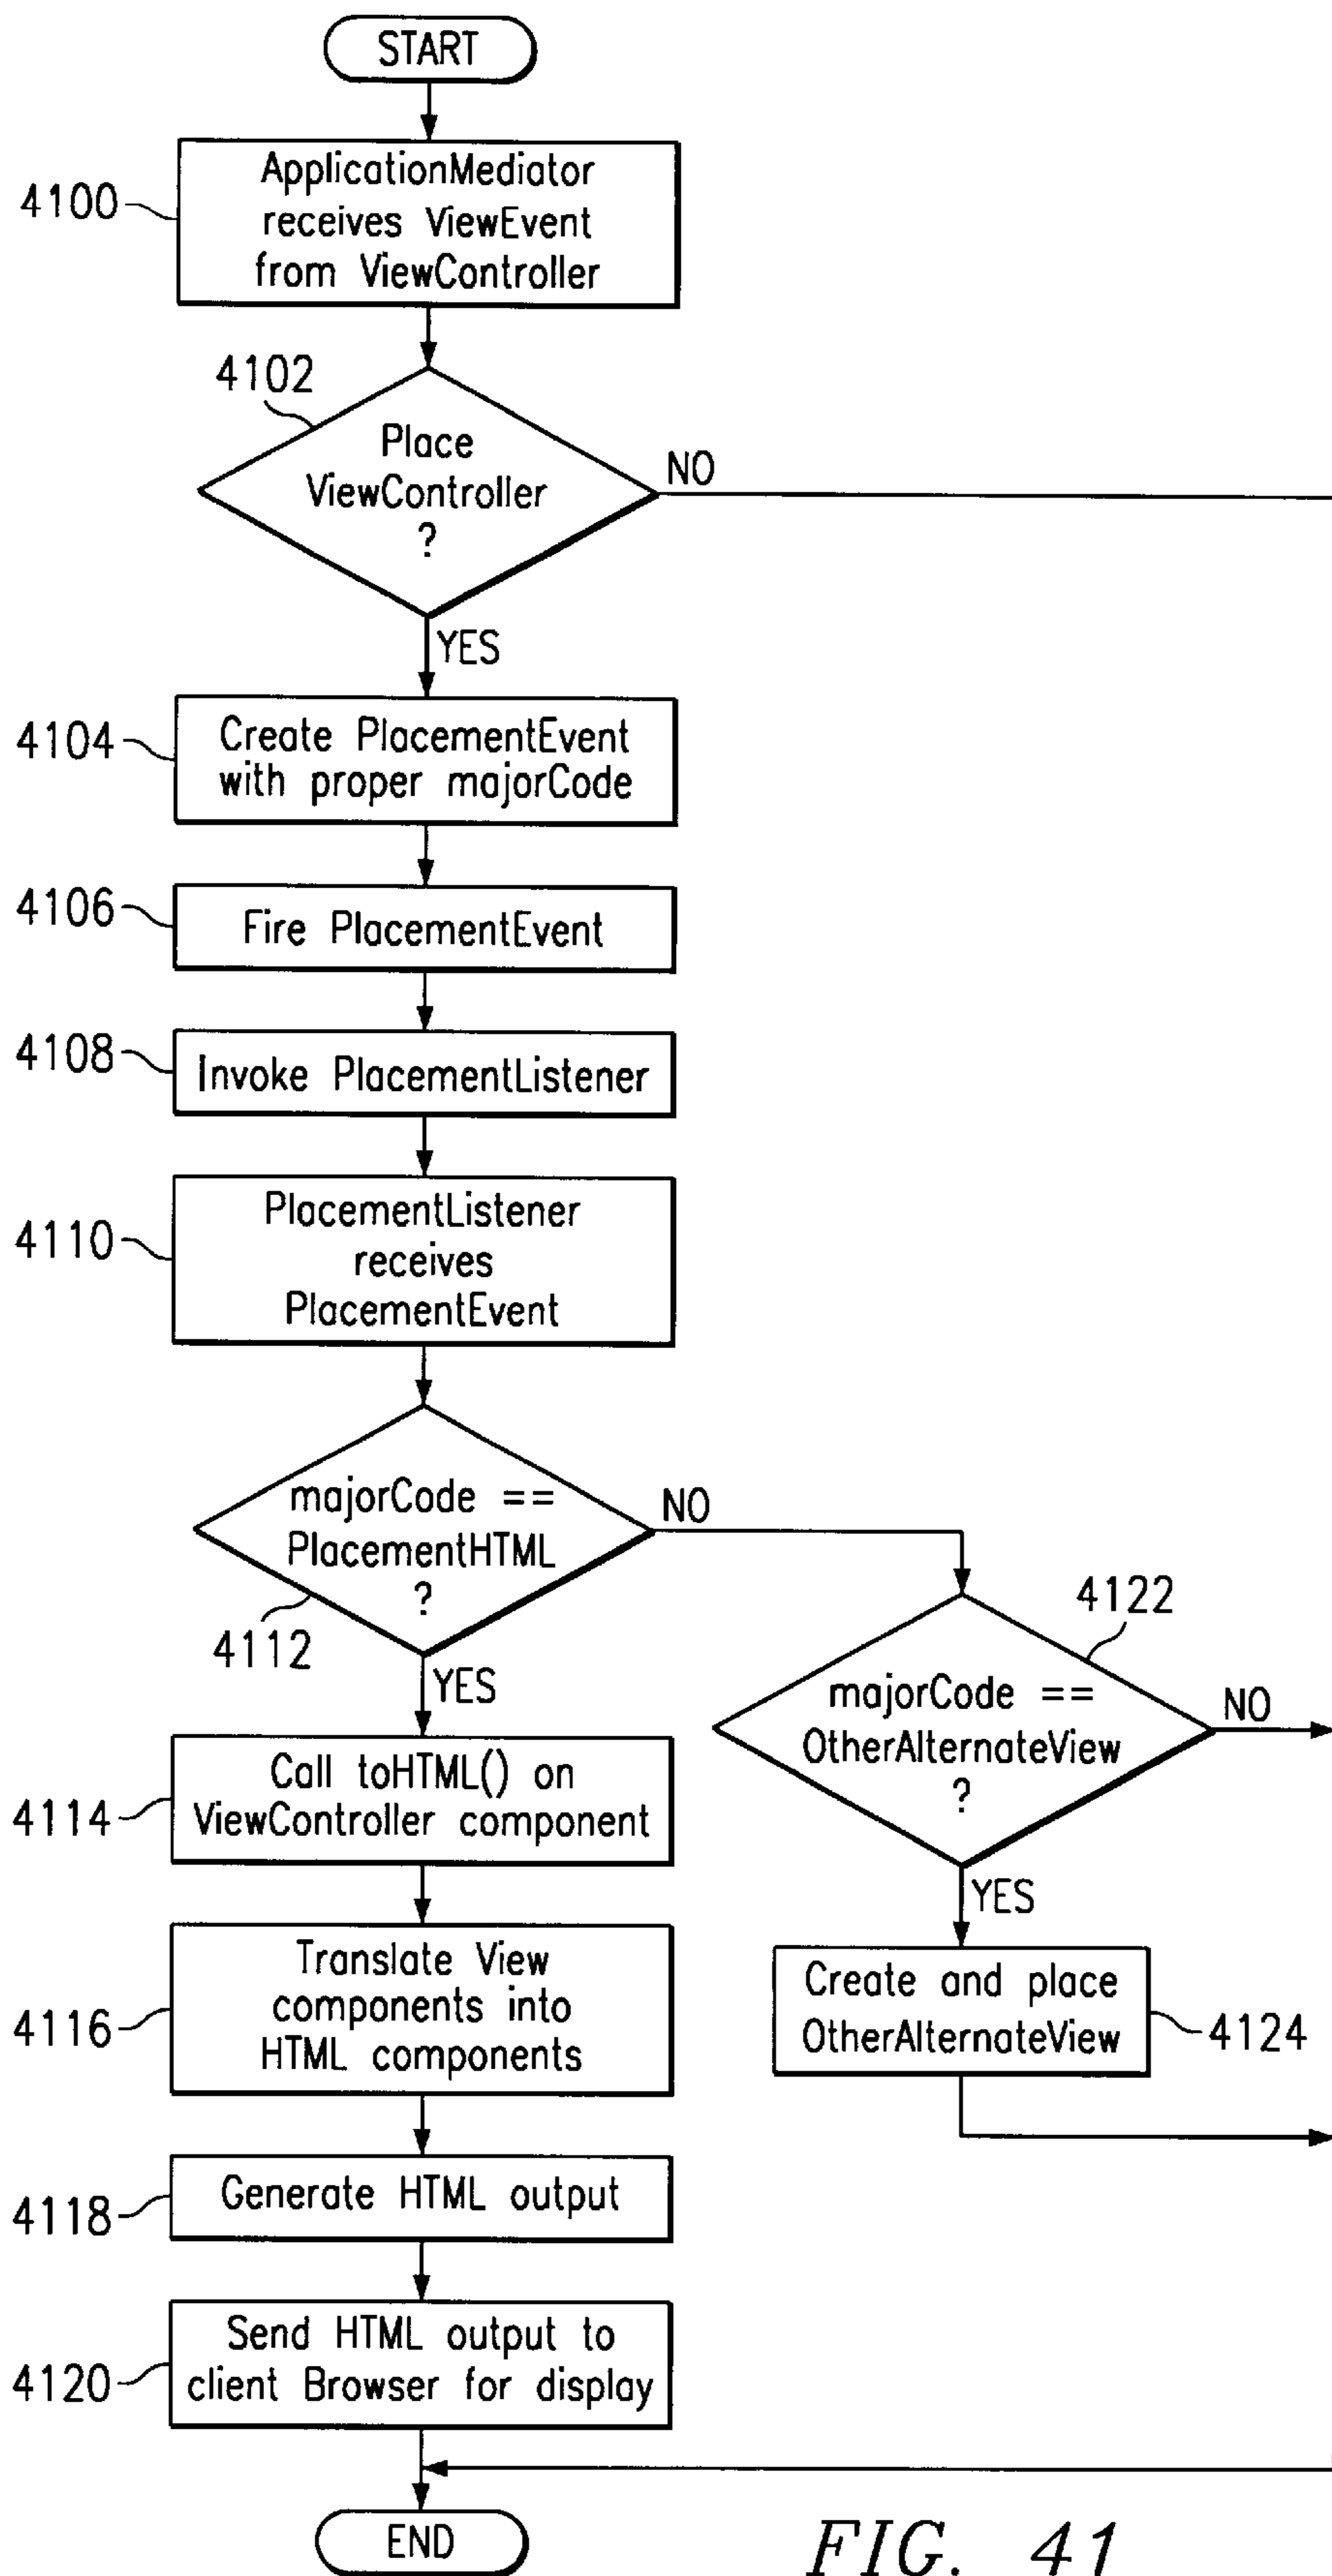 START
4100
ApplicationMediator
receives ViewEvent
from ViewController
4102
Place
ViewController
?
NO
YES
4104
Create PlacementEvent
with proper majorCode
4106
Fire PlacementEvent
4108
Invoke PlacementListener
4110
PlacementListener
receives
PlacementEvent
majorCode ==
PlacementHTML
?
NO
4112
YES
4122
majorCode ==
OtherAlternateView
?
NO
YES
4114
Call toHTML() on
ViewController component
4116
Translate View
components into
HTML components
Create and place
OtherAlternateView
4124
4118
Generate HTML output
4120
Send HTML output to
client Browser for display
END
FIG. 41